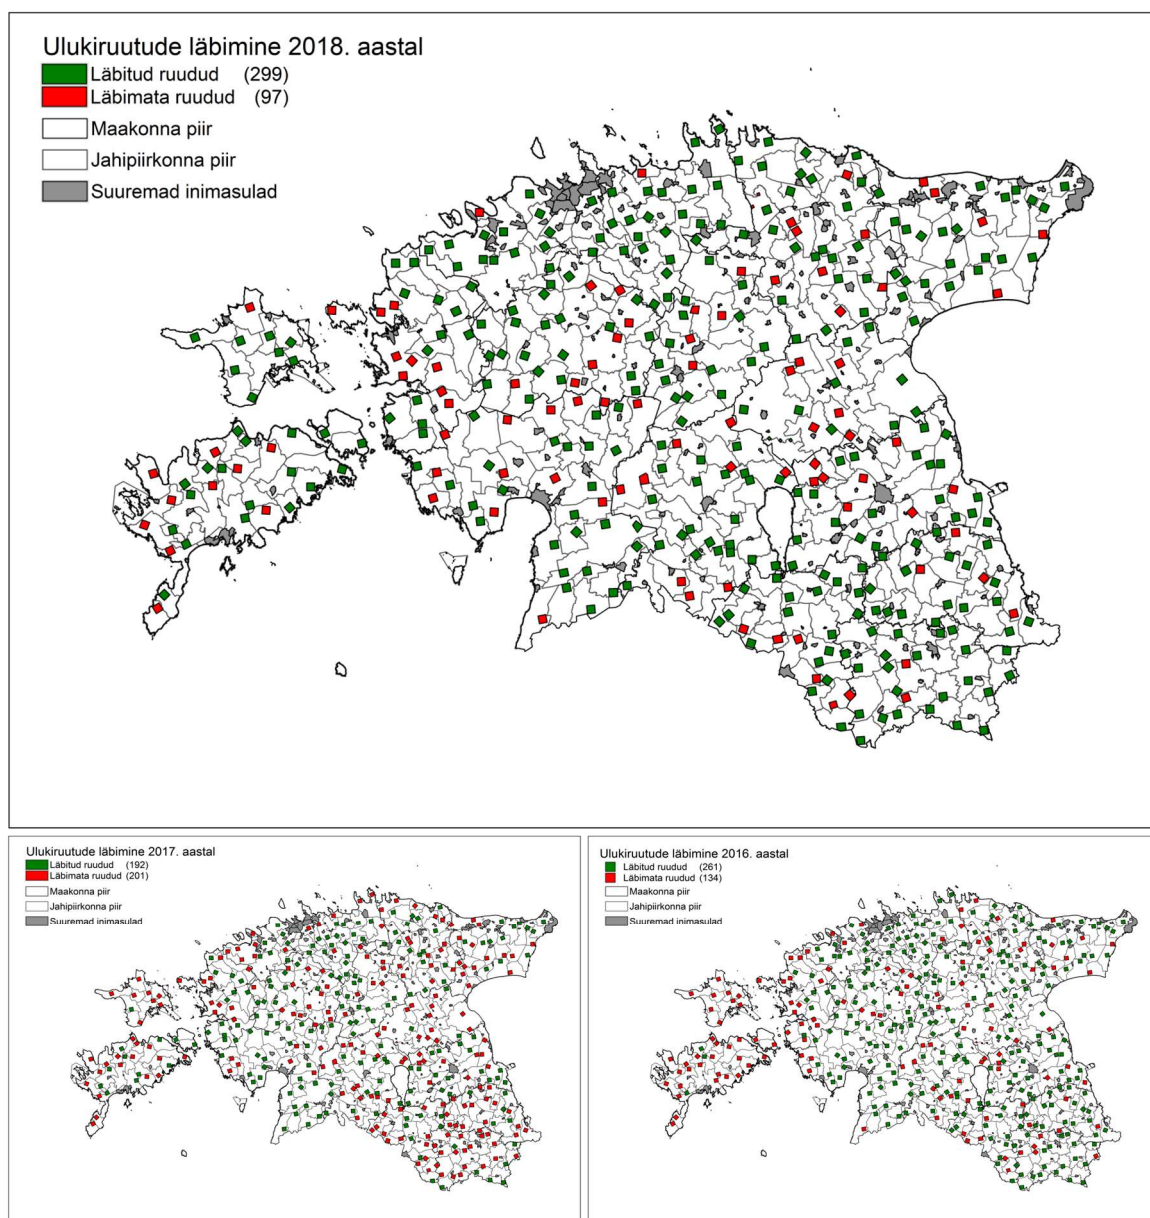 Ulukiruutude läbimine 2018. aastal
Läbitud ruudud (299)
Läbimata ruudud (97)
Maakonna piir
Jahipiirkonna piir
Suuremad inimasulad
Ulukiruutude läbimine 2017. aastal
Läbitud ruudud (192)
Läbimata ruudud (201)
Maakonna piir
Jahipiirkonna piir
Suuremad inimasulad
Ulukiruutude läbimine 2016. aastal
Läbitud ruudud (261)
Läbimata ruudud (134)
Maakonna piir
Jahipiirkonna piir
Suuremad inimasulad